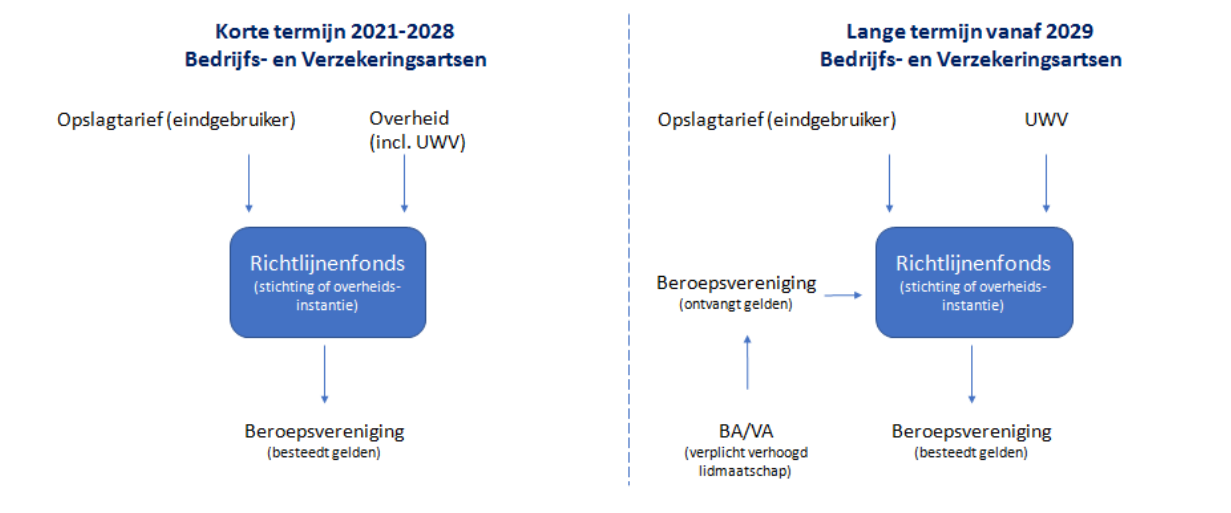 Korte termijn 2021-2028
Bedrijfs- en Verzekeringsartsen
Opslagtarief (eindgebruiker)
Overheid
(incl. UWV)
Richtlijnenfonds
(stichting of overheids-
instantie)
Beroepsvereniging
(besteedt gelden)
Lange termijn vanaf 2029
Bedrijfs- en Verzekeringsartsen
Opslagtarief (eindgebruiker)
UWV
Beroepsvereniging
(ontvangt gelden)
Richtlijnenfonds
(stichting of overheids-
instantie)
BA/VA
(verplicht verhoogd
lidmaatschap)
Beroepsvereniging
(besteedt gelden)